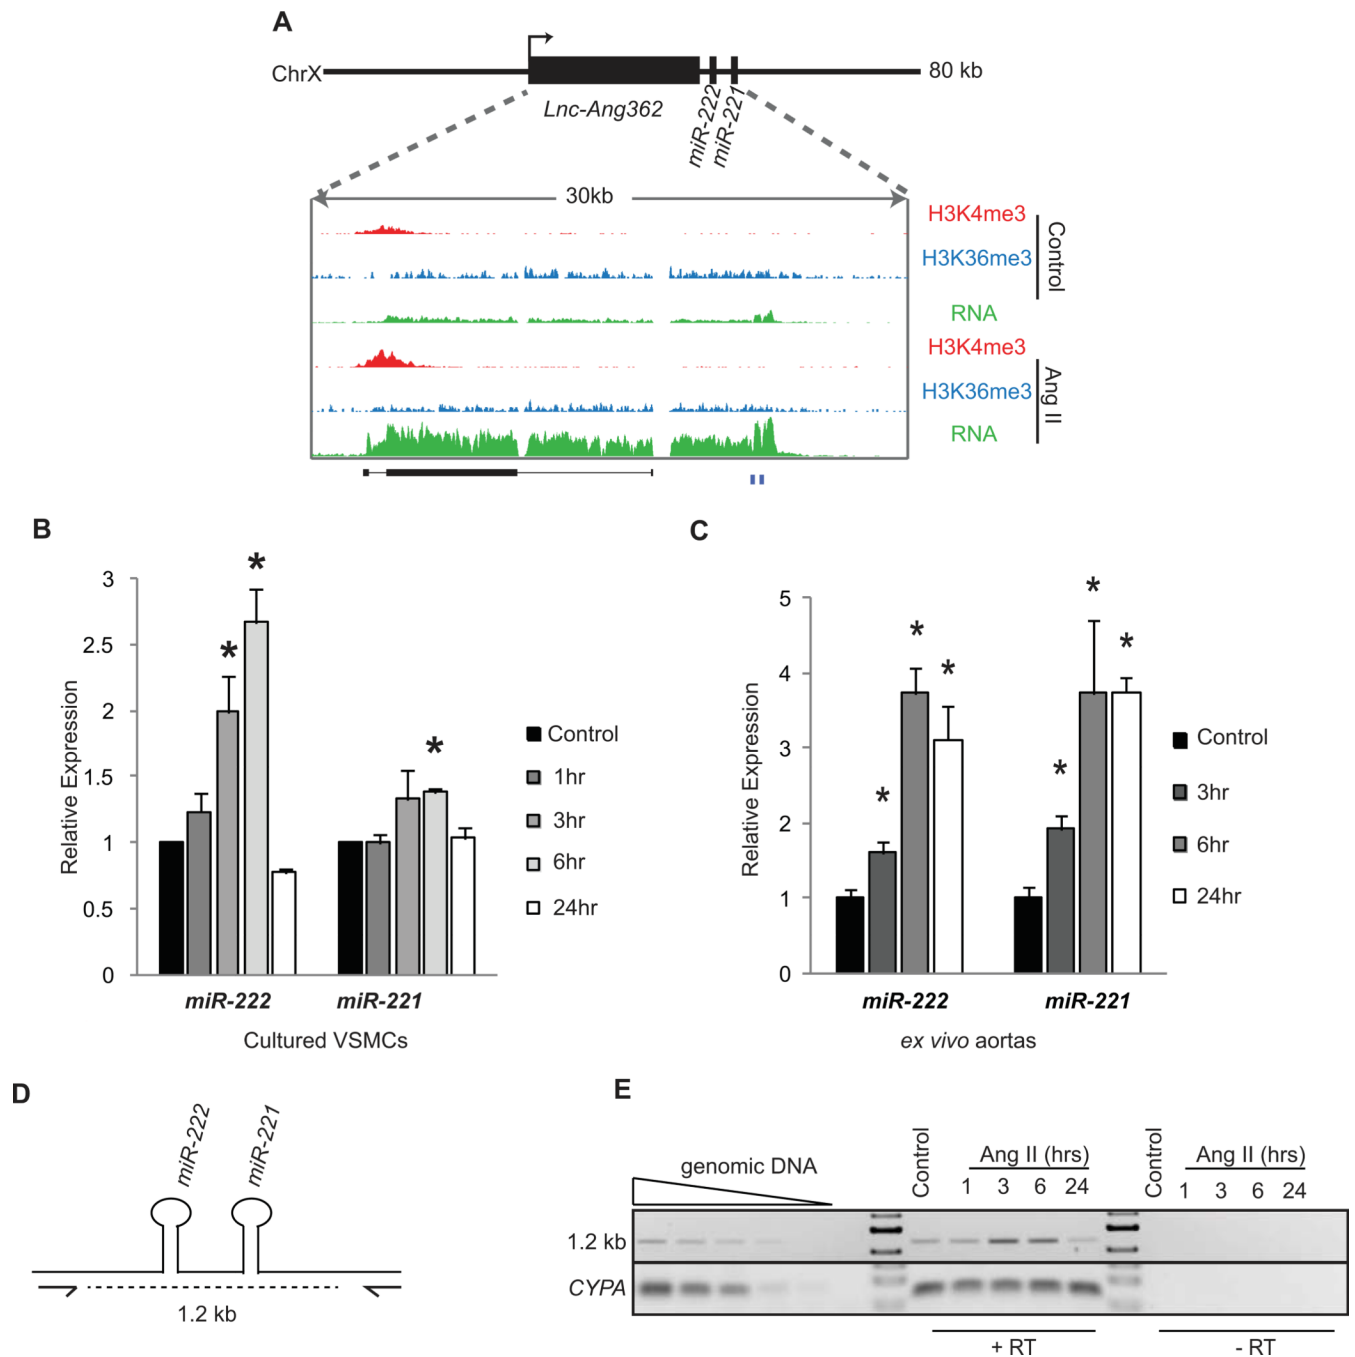 A
ChrX
80 kb
Lnc-Ang362
miR-222
miR-221
30kb
H3K4me3
H3K36me3
RNA
Control
H3K4me3
H3K36me3
RNA
Ang II
B
3
2.5
2
1.5
1
0.5
0
Relative Expression
*
*
*
Control
1hr
3hr
6hr
24hr
miR-222
miR-221
Cultured VSMCs
C
5
4
3
2
1
0
Relative Expression
*
*
*
*
*
*
Control
3hr
6hr
24hr
miR-222
miR-221
ex vivo aortas
D
miR-222
miR-221
1.2 kb
E
genomic DNA
Control
Ang II (hrs)
1 3 6 24
Control
Ang II (hrs)
1 3 6 24
1.2 kb
CYPA
+ RT
- RT